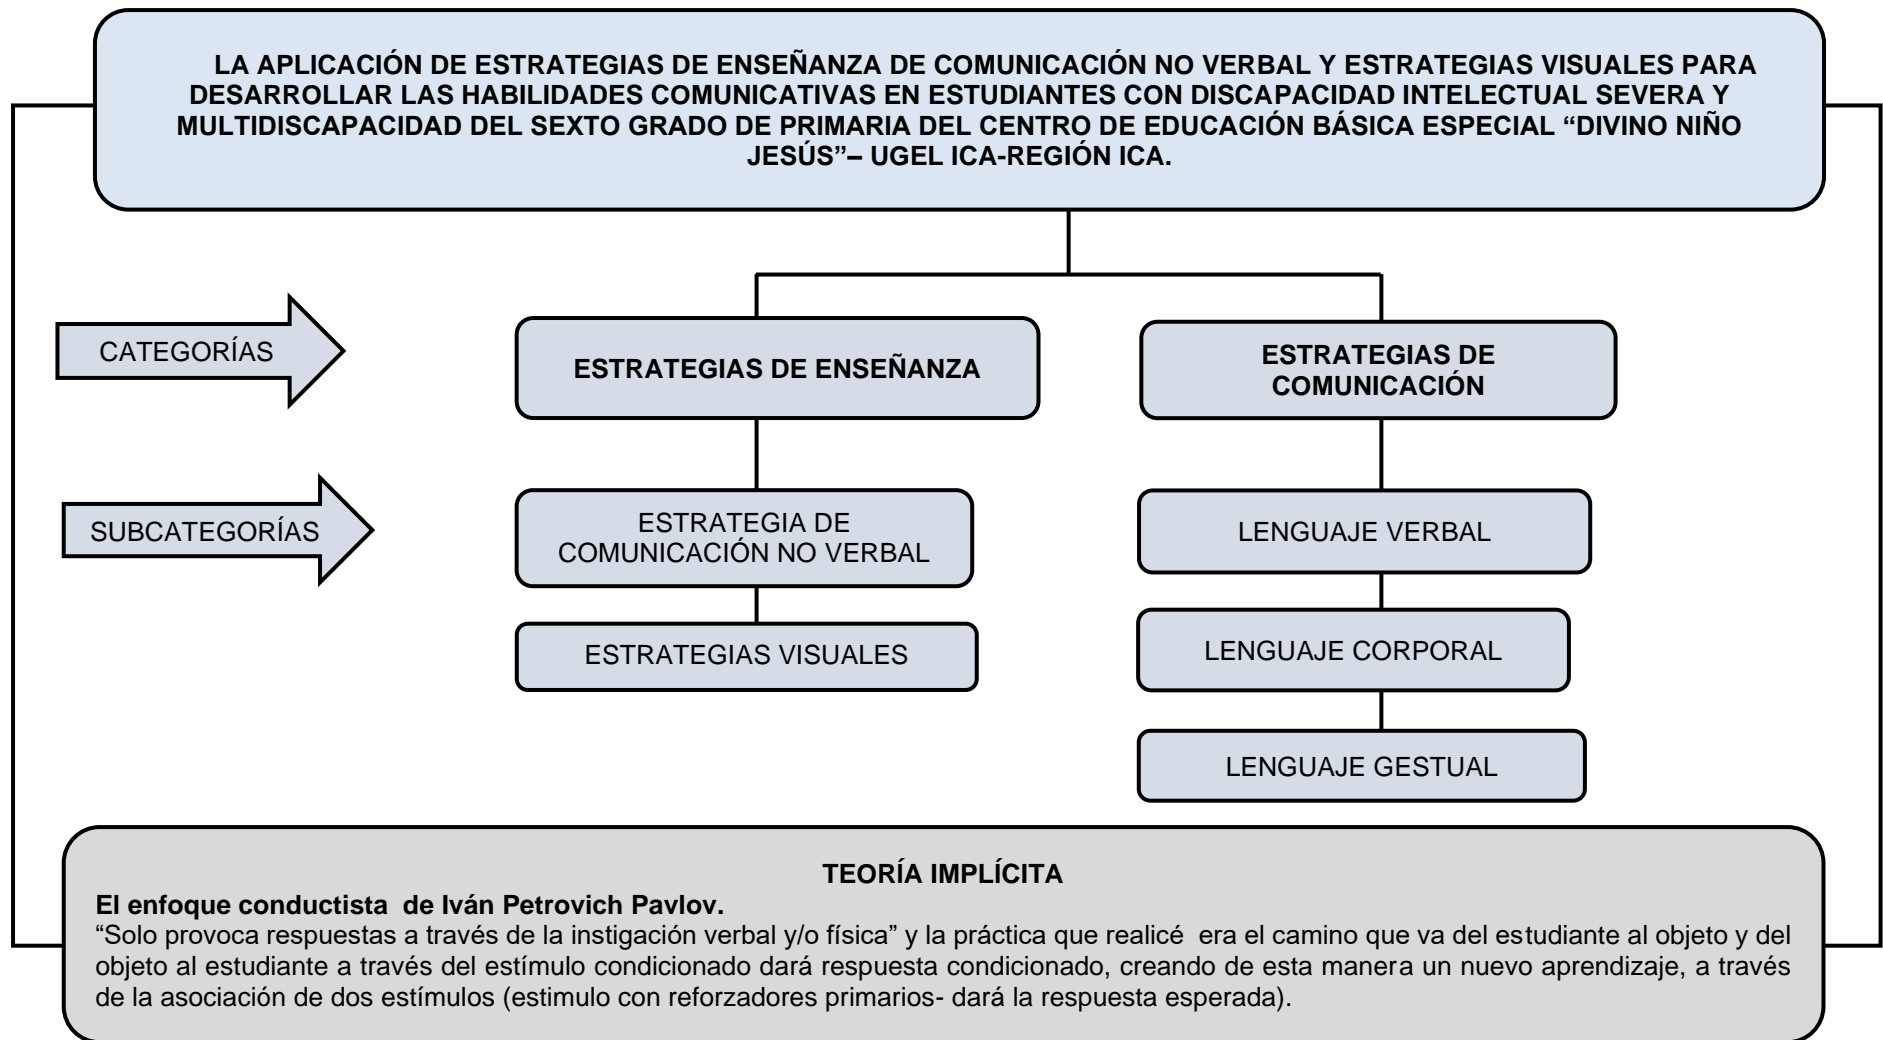 LA APLICACIÓN DE ESTRATEGIAS DE ENSEÑANZA DE COMUNICACIÓN NO VERBAL Y ESTRATEGIAS VISUALES PARA
DESARROLLAR LAS HABILIDADES COMUNICATIVAS EN ESTUDIANTES CON DISCAPACIDAD INTELECTUAL SEVERA Y
MULTIDISCAPACIDAD DEL SEXTO GRADO DE PRIMARIA DEL CENTRO DE EDUCACIÓN BÁSICA ESPECIAL “DIVINO NIÑO
JESÚS”– UGEL ICA-REGIÓN ICA.
CATEGORÍAS
ESTRATEGIAS DE ENSEÑANZA
ESTRATEGIAS DE
COMUNICACIÓN
SUBCATEGORÍAS
ESTRATEGIA DE
COMUNICACIÓN NO VERBAL
LENGUAJE VERBAL
ESTRATEGIAS VISUALES
LENGUAJE CORPORAL
LENGUAJE GESTUAL
TEORÍA IMPLÍCITA
El enfoque conductista de Iván Petrovich Pavlov.
“Solo provoca respuestas a través de la instigación verbal y/o física” y la práctica que realicé era el camino que va del estudiante al objeto y del
objeto al estudiante a través del estímulo condicionado dará respuesta condicionado, creando de esta manera un nuevo aprendizaje, a través
de la asociación de dos estímulos (estimulo con reforzadores primarios- dará la respuesta esperada).